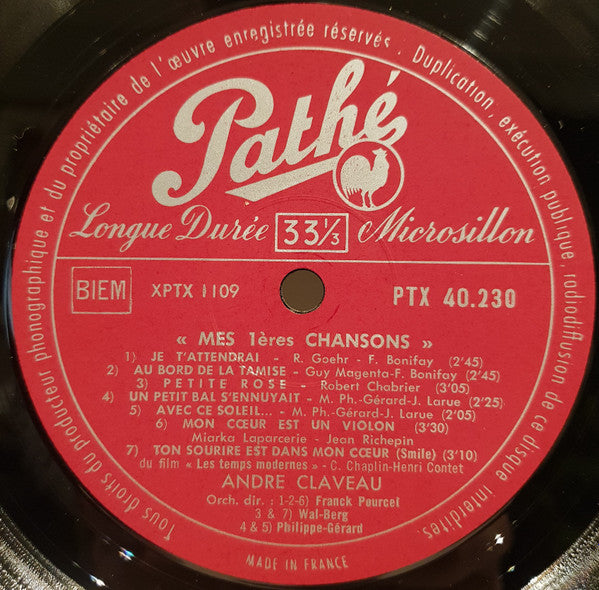 Tous droits du producteur phonographique et du propriétaire de l'œuvre enregistrée réservés. Duplication, exécution publique, radiodiffusion de ce disque interdites.
Pathé
Longue Durée 33 1/3 Microsillon
BIEM XPTX 1109 PTX 40.230
« MES 1ères CHANSONS »
1) JE T'ATTENDRAI - R. Goehr - F. Bonifay (2'45)
2) AU BORD DE LA TAMISE - Guy Magenta-F. Bonifay (2'45)
3) PETITE ROSE - Robert Chabrier (3'05)
4) UN PETIT BAL S'ENNUYAIT - M. Ph.-Gérard-J. Larue (2'25)
5) AVEC CE SOLEIL... - M. Ph.-Gérard-J. Larue (2'05)
6) MON CŒUR EST UN VIOLON (3'30)
Miarka Laparcerie - Jean Richepin
7) TON SOURIRE EST DANS MON CŒUR (Smile) (3'10)
du film « Les temps modernes » - C. Chaplin-Henri Contet
ANDRE CLAVEAU
Orch. dir. : 1-2-6) Franck Pourcel
3 & 7) Wal-Berg
4 & 5) Philippe-Gérard
MADE IN FRANCE